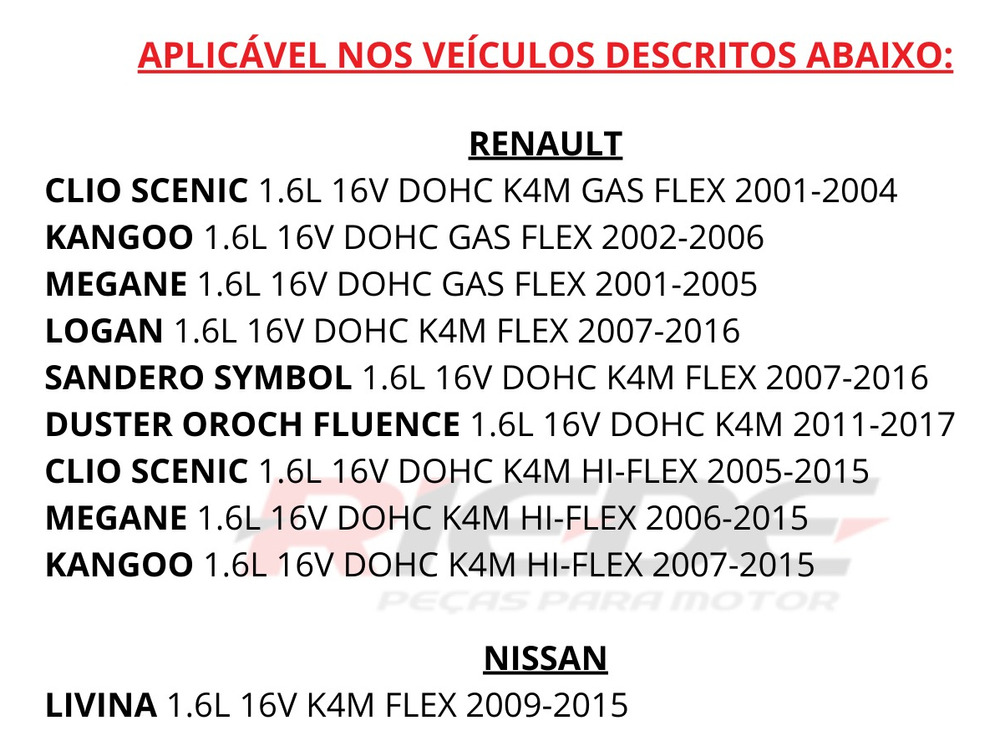 APLICÁVEL NOS VEÍCULOS DESCRITOS ABAIXO:
RENAULT
CLIO SCENIC 1.6L 16V DOHC K4M GAS FLEX 2001-2004
KANGOO 1.6L 16V DOHC GAS FLEX 2002-2006
MEGANE 1.6L 16V DOHC GAS FLEX 2001-2005
LOGAN 1.6L 16V DOHC K4M FLEX 2007-2016
SANDERO SYMBOL 1.6L 16V DOHC K4M FLEX 2007-2016
DUSTER OROCH FLUENCE 1.6L 16V DOHC K4M 2011-2017
CLIO SCENIC 1.6L 16V DOHC K4M HI-FLEX 2005-2015
MEGANE 1.6L 16V DOHC K4M HI-FLEX 2006-2015
KANGOO 1.6L 16V DOHC K4M HI-FLEX 2007-2015
RIEDE
PEÇAS PARA MOTOR
NISSAN
LIVINA 1.6L 16V K4M FLEX 2009-2015